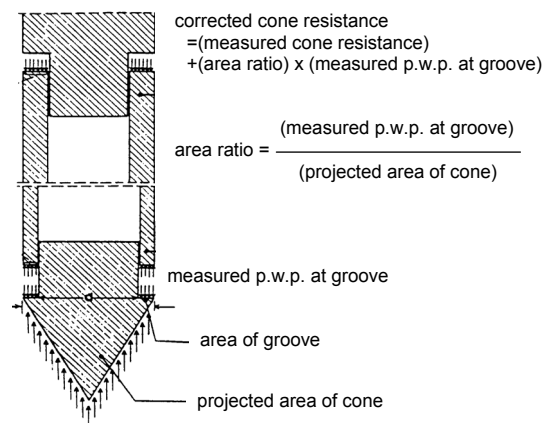 corrected cone resistance
=(measured cone resistance)
+(area ratio) x (measured p.w.p. at groove)
area ratio = (measured p.w.p. at groove)
(projected area of cone)
measured p.w.p. at groove
d
area of groove
projected area of cone